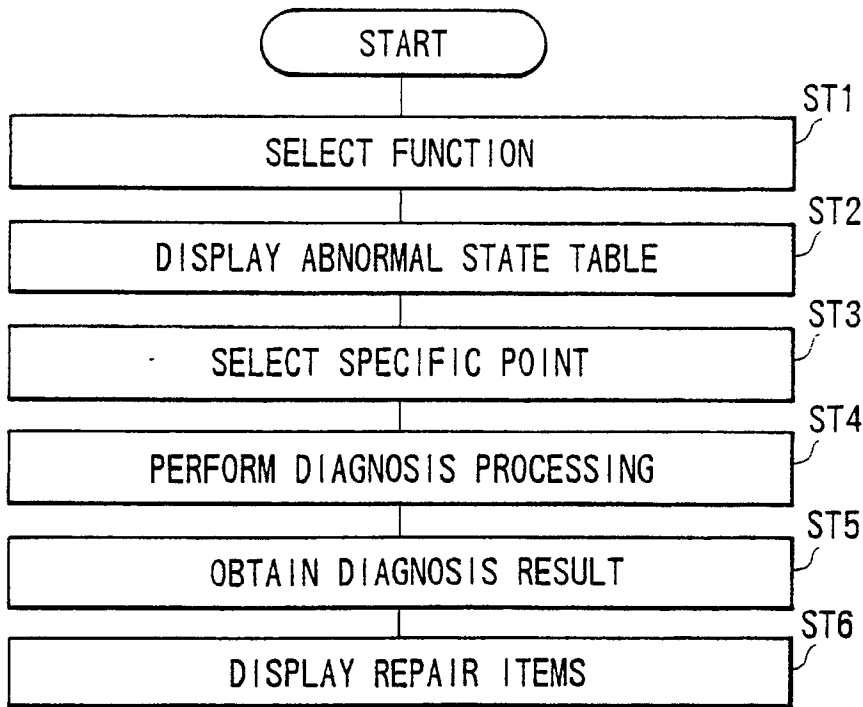 START
ST1
SELECT FUNCTION
ST2
DISPLAY ABNORMAL STATE TABLE
ST3
SELECT SPECIFIC POINT
ST4
PERFORM DIAGNOSIS PROCESSING
ST5
OBTAIN DIAGNOSIS RESULT
ST6
DISPLAY REPAIR ITEMS